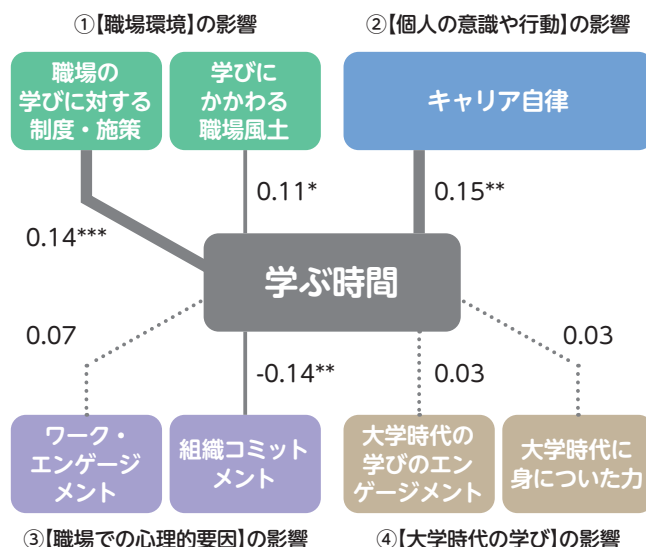 ①【職場環境】の影響
②【個人の意識や行動】の影響
職場の
学びに対する
制度・施策
学びに
かかわる
職場風土
キャリア自律
0.11*
0.15**
0.14***
学ぶ時間
0.07
-0.14**
0.03
0.03
ワーク・
エンゲージ
メント
組織コミット
メント
大学時代の
学びのエン
ゲージメント
大学時代に
身についた力
③【職場での心理的要因】の影響
④【大学時代の学び】の影響